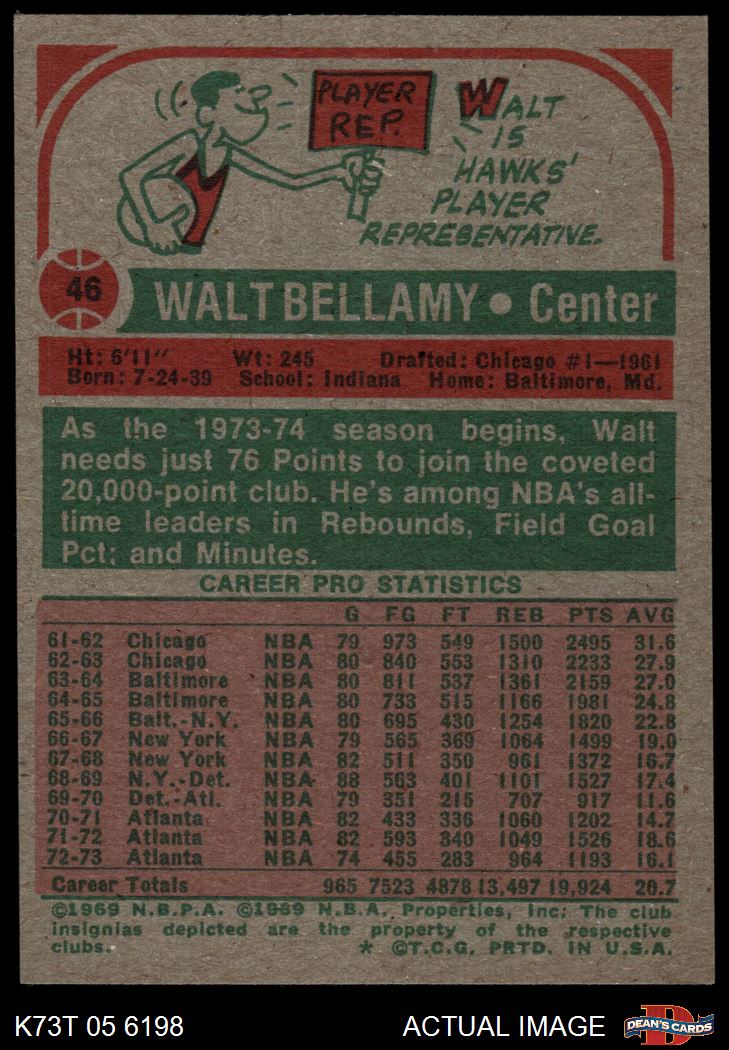 PLAYER REP.
WALT
IS
HAWKS'
PLAYER
REPRESENTATIVE.
46
WALT BELLAMY • Center
Ht: 6'11" Wt: 245 Drafted: Chicago #1—1961
Born: 7-24-39 School: Indiana Home: Baltimore, Md.
As the 1973-74 season begins, Walt
needs just 76 Points to join the coveted
20,000-point club. He's among NBA's all-
time leaders in Rebounds, Field Goal
Pct; and Minutes.
CAREER PRO STATISTICS
G FG FT REB PTS AVG
61-62 Chicago NBA 79 973 549 1500 2495 31.6
62-63 Chicago NBA 80 840 553 1310 2233 27.9
63-64 Baltimore NBA 80 811 537 1361 2159 27.0
64-65 Baltimore NBA 80 733 515 1166 1981 24.8
65-66 Balt.-N.Y. NBA 80 695 430 1254 1820 22.8
66-67 New York NBA 79 565 369 1064 1499 19.0
67-68 New York NBA 82 511 350 961 1372 16.7
68-69 N.Y.-Det. NBA 88 563 401 1101 1527 17.4
69-70 Det.-Atl. NBA 79 351 215 707 917 11.6
70-71 Atlanta NBA 82 433 336 1060 1202 14.7
71-72 Atlanta NBA 82 593 340 1049 1526 18.6
72-73 Atlanta NBA 74 455 283 964 1193 16.1
Career Totals 965 7523 4878 13,497 19,924 20.7
©1969 N.B.P.A. ©1969 N.B.A. Properties, Inc: The club
insignias depicted are the property of the respective
clubs. * ©T.C.G. PRTD. IN U.S.A.
K73T 05 6198 ACTUAL IMAGE DEAN'S CARDS